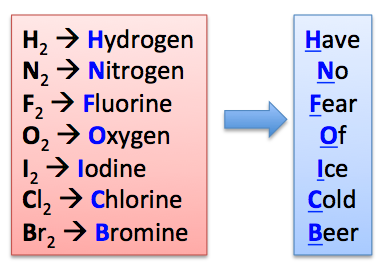 H₂ → Hydrogen
N₂ → Nitrogen
F₂ → Fluorine
O₂ → Oxygen
I₂ → Iodine
Cl₂ → Chlorine
Br₂ → Bromine
Have
No
Fear
Of
Ice
Cold
Beer